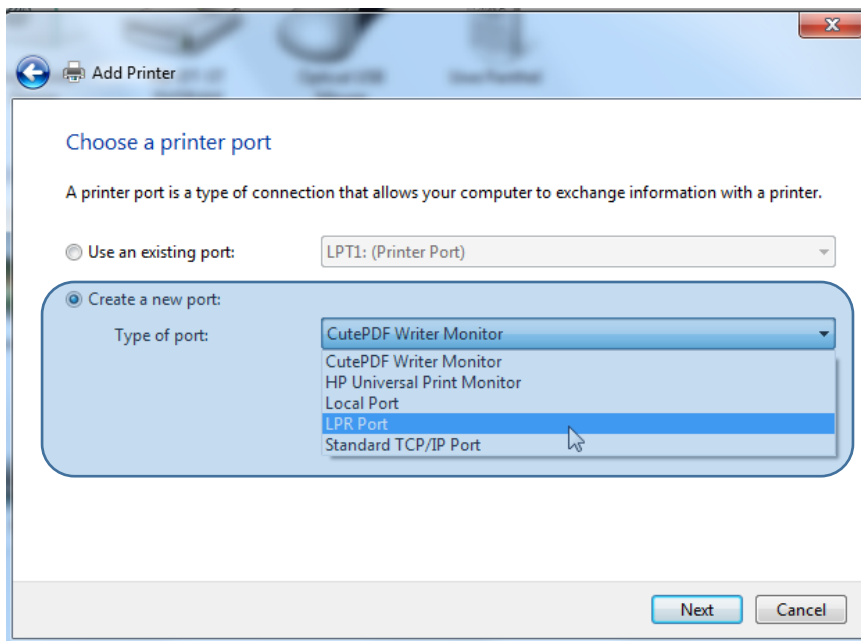 Add Printer
Choose a printer port
A printer port is a type of connection that allows your computer to exchange information with a printer.
Use an existing port: LPT1: (Printer Port)
Create a new port:
Type of port: CutePDF Writer Monitor
CutePDF Writer Monitor
HP Universal Print Monitor
Local Port
LPR Port
Standard TCP/IP Port
Next Cancel